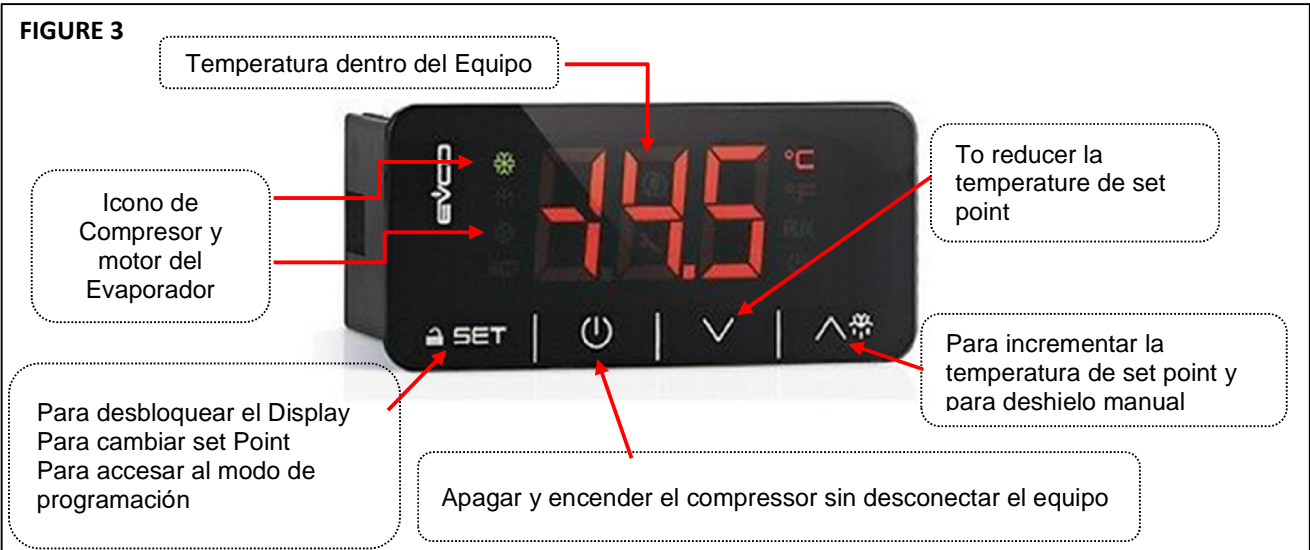 FIGURE 3
Temperatura dentro del Equipo
To reducer la
temperature de set
point
Icono de
Compresor y
motor del
Evaporador
EVCO
-44.5
°C
°F
AUX
SET
Para incrementar la
temperatura de set point y
para deshielo manual
Para desbloquear el Display
Para cambiar set Point
Para accesar al modo de
programación
Apagar y encender el compressor sin desconectar el equipo